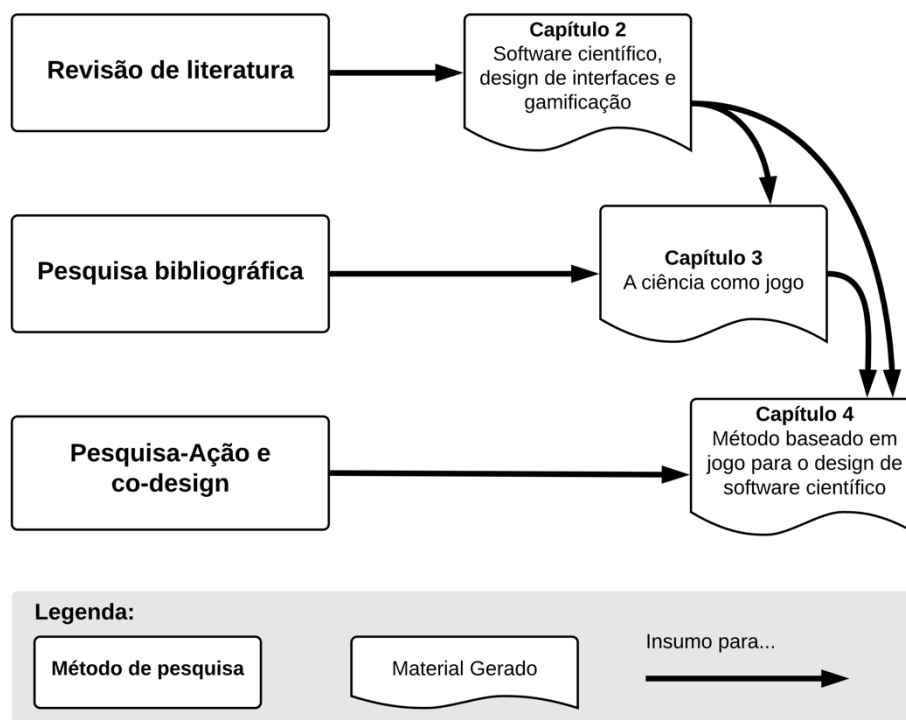 Revisão de literatura
Capítulo 2
Software científico,
design de interfaces e
gamificação
Pesquisa bibliográfica
Capítulo 3
A ciência como jogo
Pesquisa-Ação e
co-design
Capítulo 4
Método baseado em
jogo para o design de
software científico
Legenda:
Método de pesquisa
Material Gerado
Insumo para...